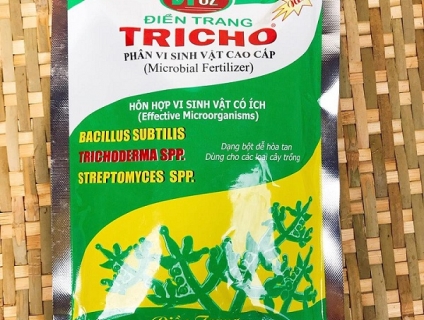 ĐIỀN TRANG
TRICHO®
PHÂN VI SINH VẬT CAO CẤP
(Microbial Fertilizer)
HỖN HỢP VI SINH VẬT CÓ ÍCH
(Effective Microorganisms)
BACILLUS SUBTILIS
TRICHODERMA SPP.
STREPTOMYCES SPP.
Dạng bột dễ hòa tan
Dùng cho các loại cây trồng